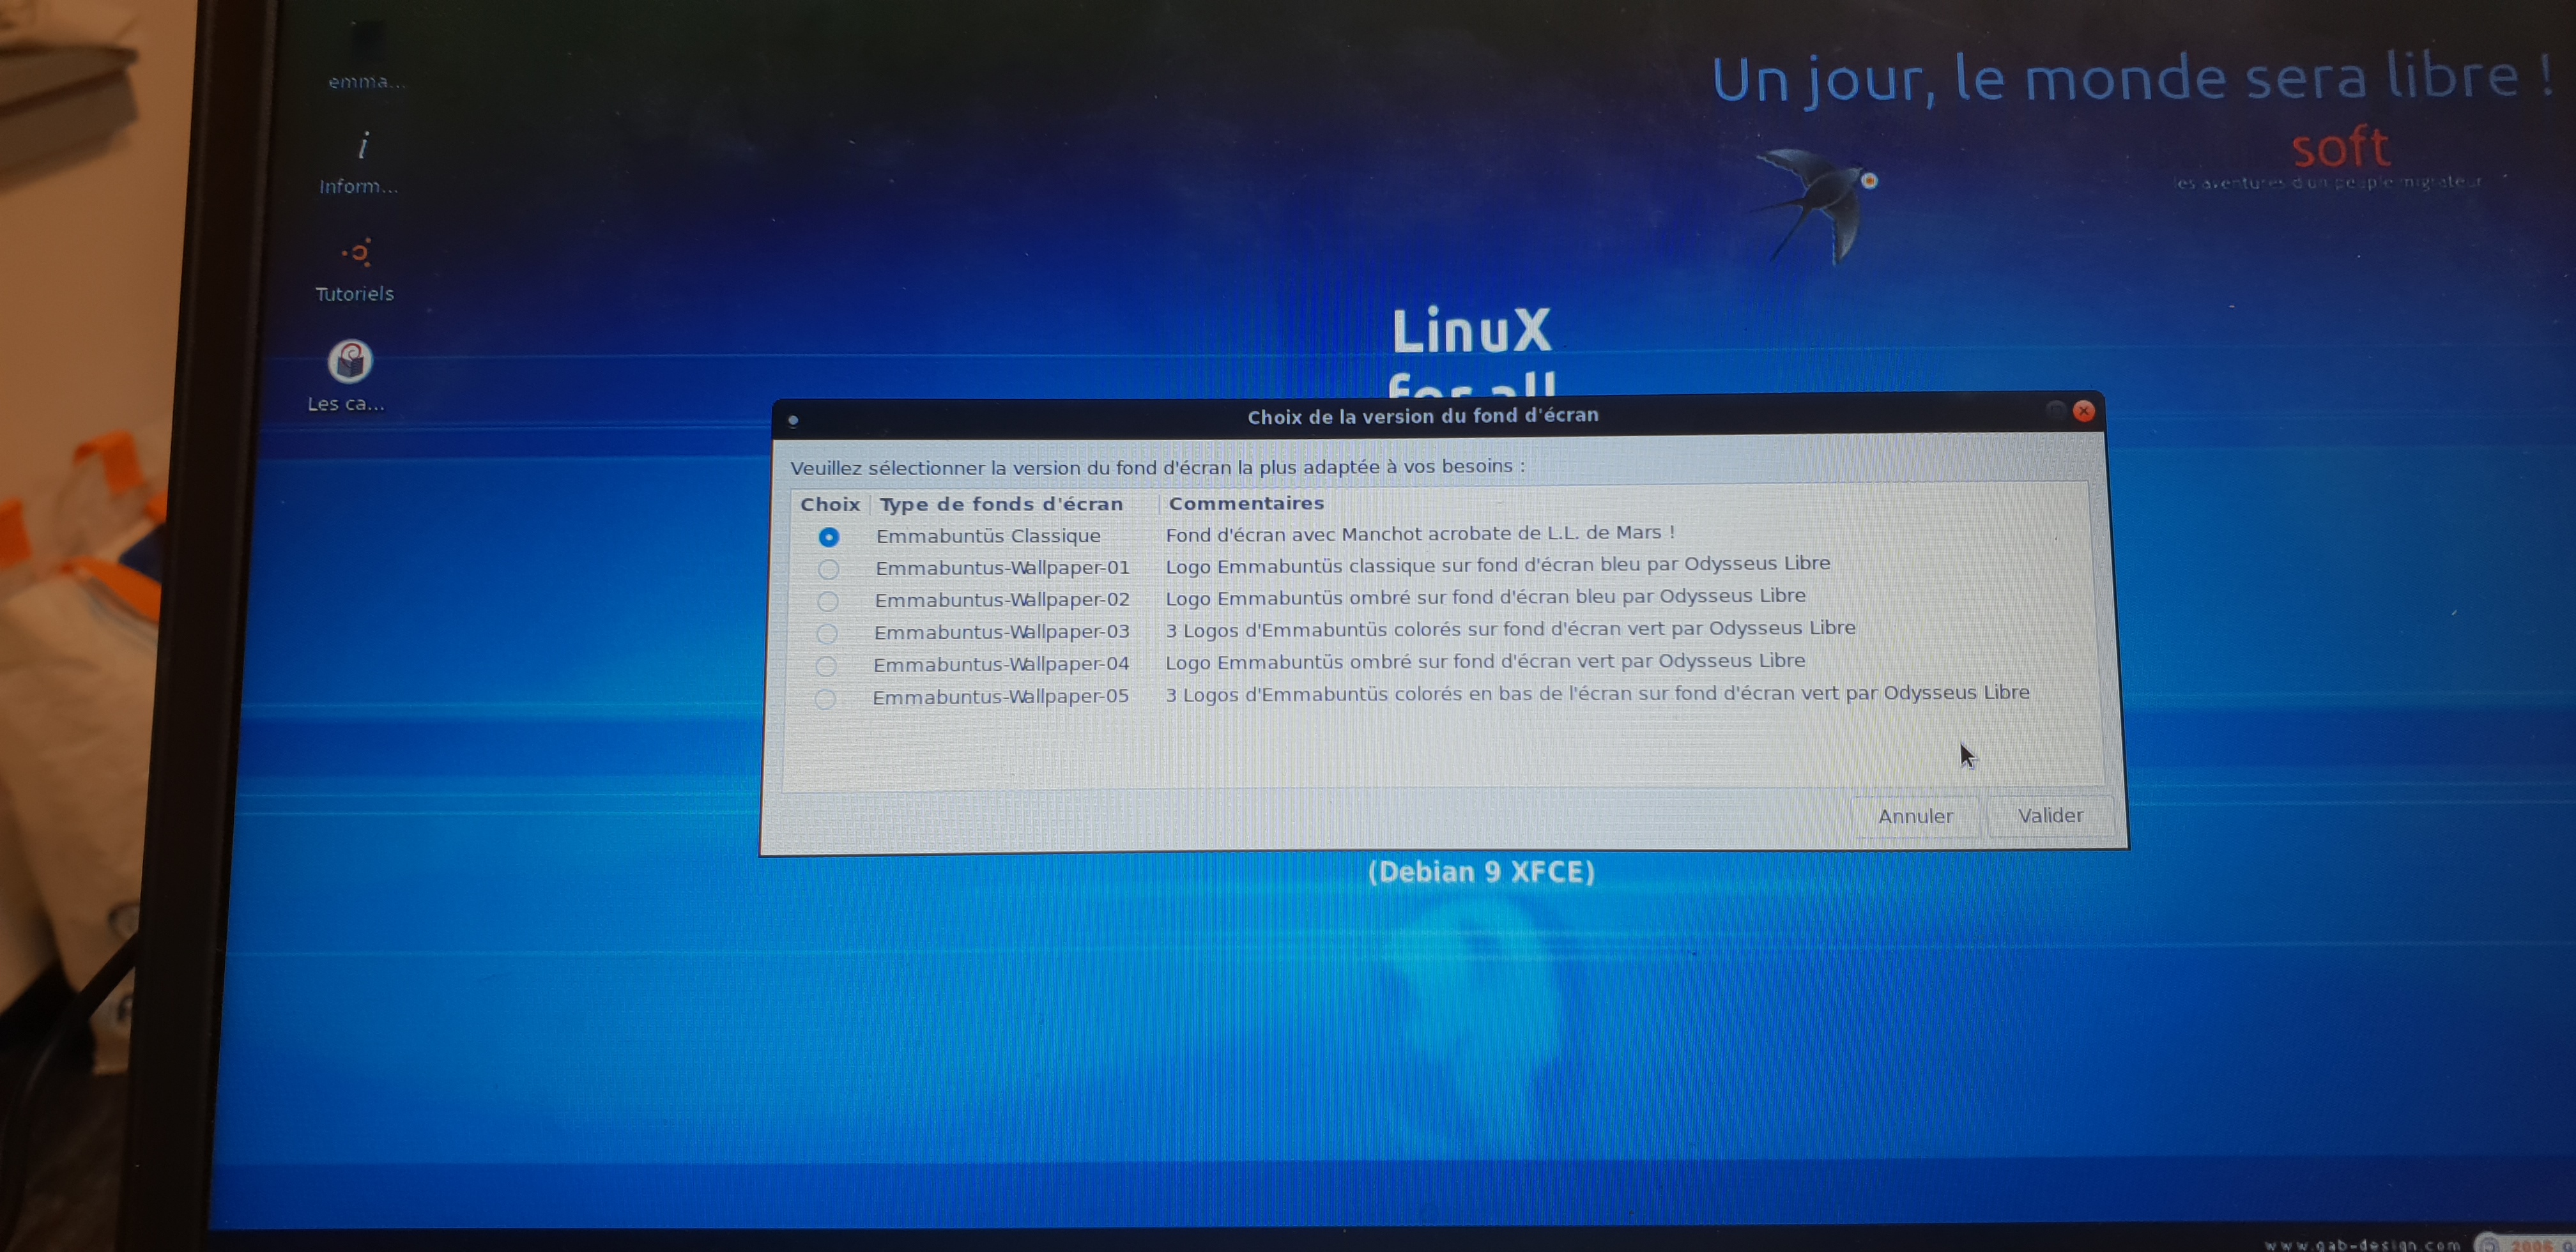 emma...
Inform...
Tutoriels
Les ca...
Un jour, le monde sera libre !
soft
les aventures d'un peuple migrateur
LinuX
for all
Choix de la version du fond d'écran
Veuillez sélectionner la version du fond d'écran la plus adaptée à vos besoins :
Choix Type de fonds d'écran Commentaires
Emmabuntüs Classique Fond d'écran avec Manchot acrobate de L.L. de Mars !
Emmabuntus-Wallpaper-01 Logo Emmabuntüs classique sur fond d'écran bleu par Odysseus Libre
Emmabuntus-Wallpaper-02 Logo Emmabuntüs ombré sur fond d'écran bleu par Odysseus Libre
Emmabuntus-Wallpaper-03 3 Logos d'Emmabuntüs colorés sur fond d'écran vert par Odysseus Libre
Emmabuntus-Wallpaper-04 Logo Emmabuntüs ombré sur fond d'écran vert par Odysseus Libre
Emmabuntus-Wallpaper-05 3 Logos d'Emmabuntüs colorés en bas de l'écran sur fond d'écran vert par Odysseus Libre
Annuler Valider
(Debian 9 XFCE)
www.gab-design.com